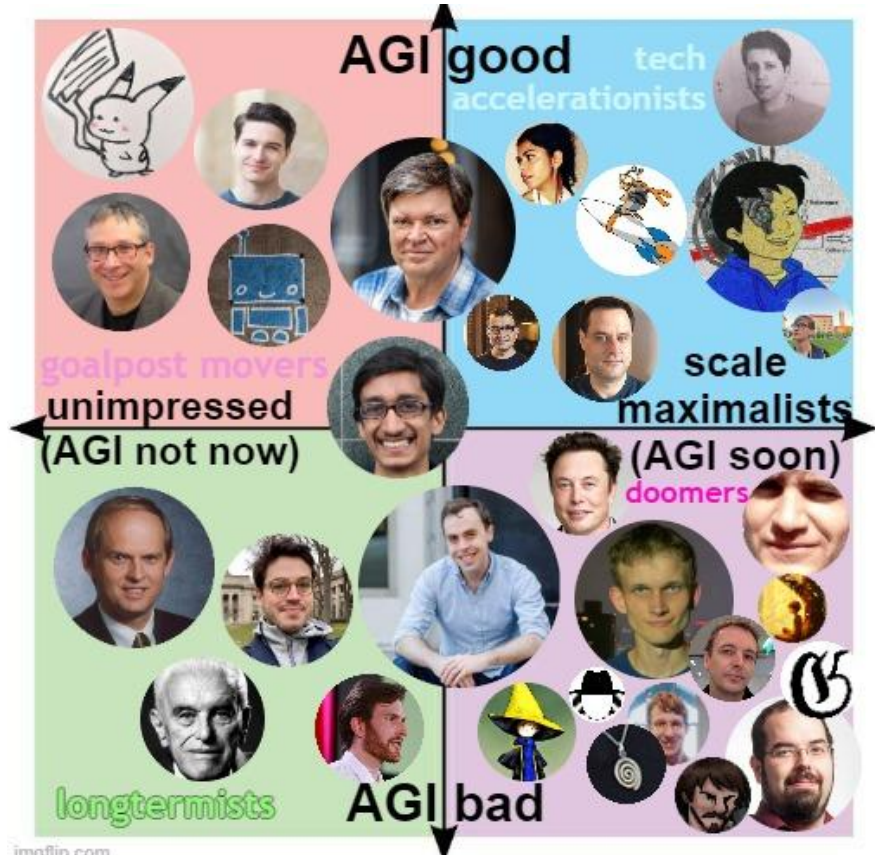 AGI good
tech
accelerationists
goalpost movers
unimpressed
(AGI not now)
scale
maximalists
(AGI soon)
doomers
longtermists
AGI bad
imgflip.com